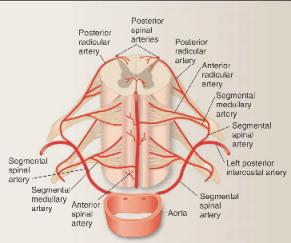 Posterior
spinal
arteries
Posterior
radicular
artery
Posterior
radicular
artery
Anterior
radicular
artery
Segmental
medullary
artery
Segmental
spinal
artery
Left posterior
intercostal artery
Segmental
spinal
artery
Segmental
medullary
artery
Anterior
spinal
artery
Aorta
Segmental
spinal
artery